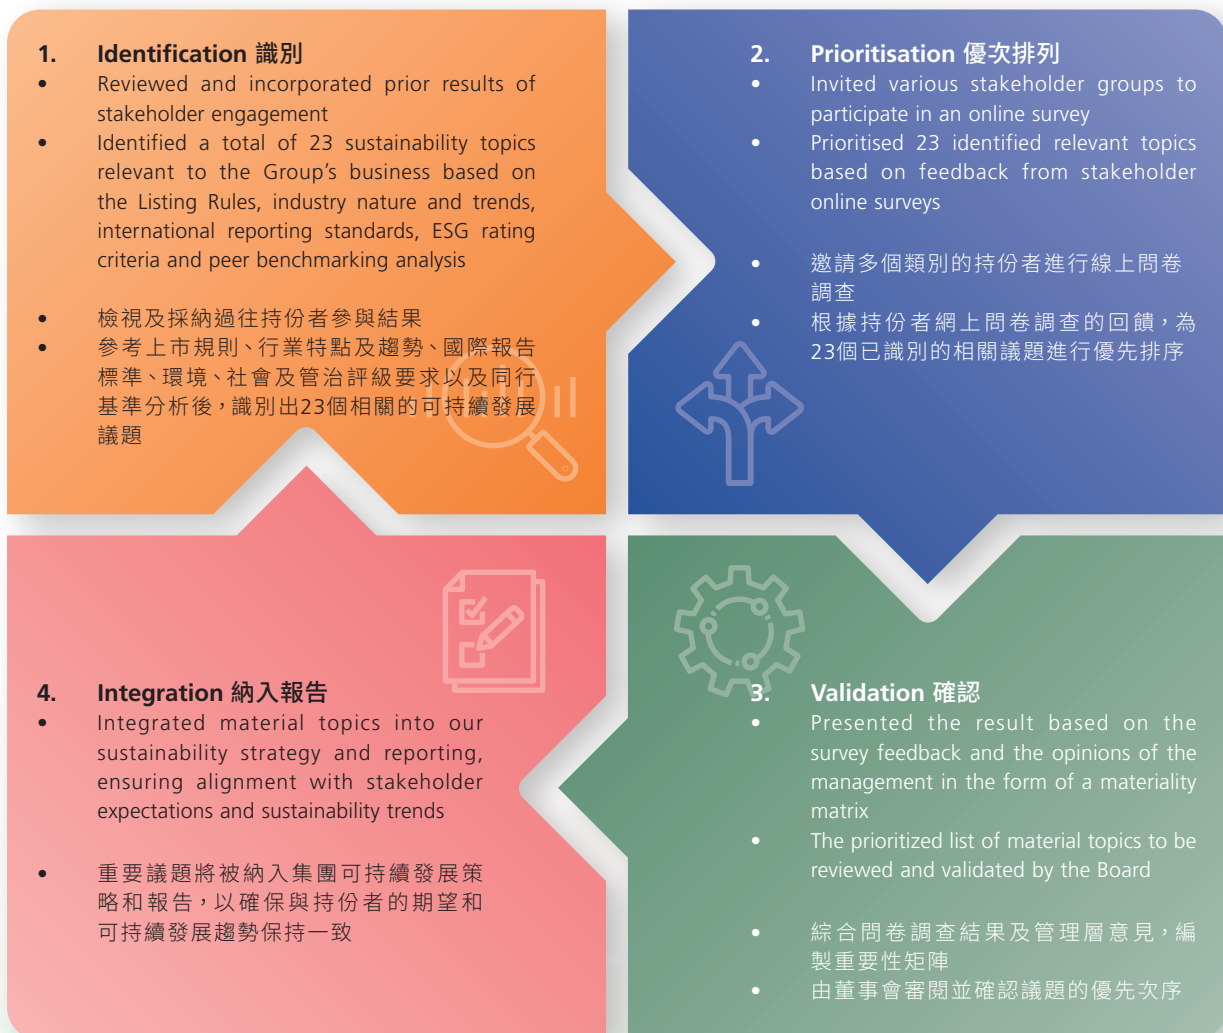 1. Identification 識別
• Reviewed and incorporated prior results of
stakeholder engagement
• Identified a total of 23 sustainability topics
relevant to the Group’s business based on
the Listing Rules, industry nature and trends,
international reporting standards, ESG rating
criteria and peer benchmarking analysis
• 檢視及採納過往持份者參與結果
• 參考上市規則、行業特點及趨勢、國際報告
標準、環境、社會及管治評級要求以及同行
基準分析後，識別出23個相關的可持續發展
議題
2. Prioritisation 優次排列
• Invited various stakeholder groups to
participate in an online survey
• Prioritised 23 identified relevant topics
based on feedback from stakeholder
online surveys
• 邀請多個類別的持份者進行線上問卷
調查
• 根據持份者網上問卷調查的回饋，為
23個已識別的相關議題進行優先排序
3. Validation 確認
• Presented the result based on the
survey feedback and the opinions of the
management in the form of a materiality
matrix
• The prioritized list of material topics to be
reviewed and validated by the Board
• 綜合問卷調查結果及管理層意見，編
製重要性矩陣
• 由董事會審閱並確認議題的優先次序
4. Integration 納入報告
• Integrated material topics into our
sustainability strategy and reporting,
ensuring alignment with stakeholder
expectations and sustainability trends
• 重要議題將被納入集團可持續發展策
略和報告，以確保與持份者的期望和
可持續發展趨勢保持一致